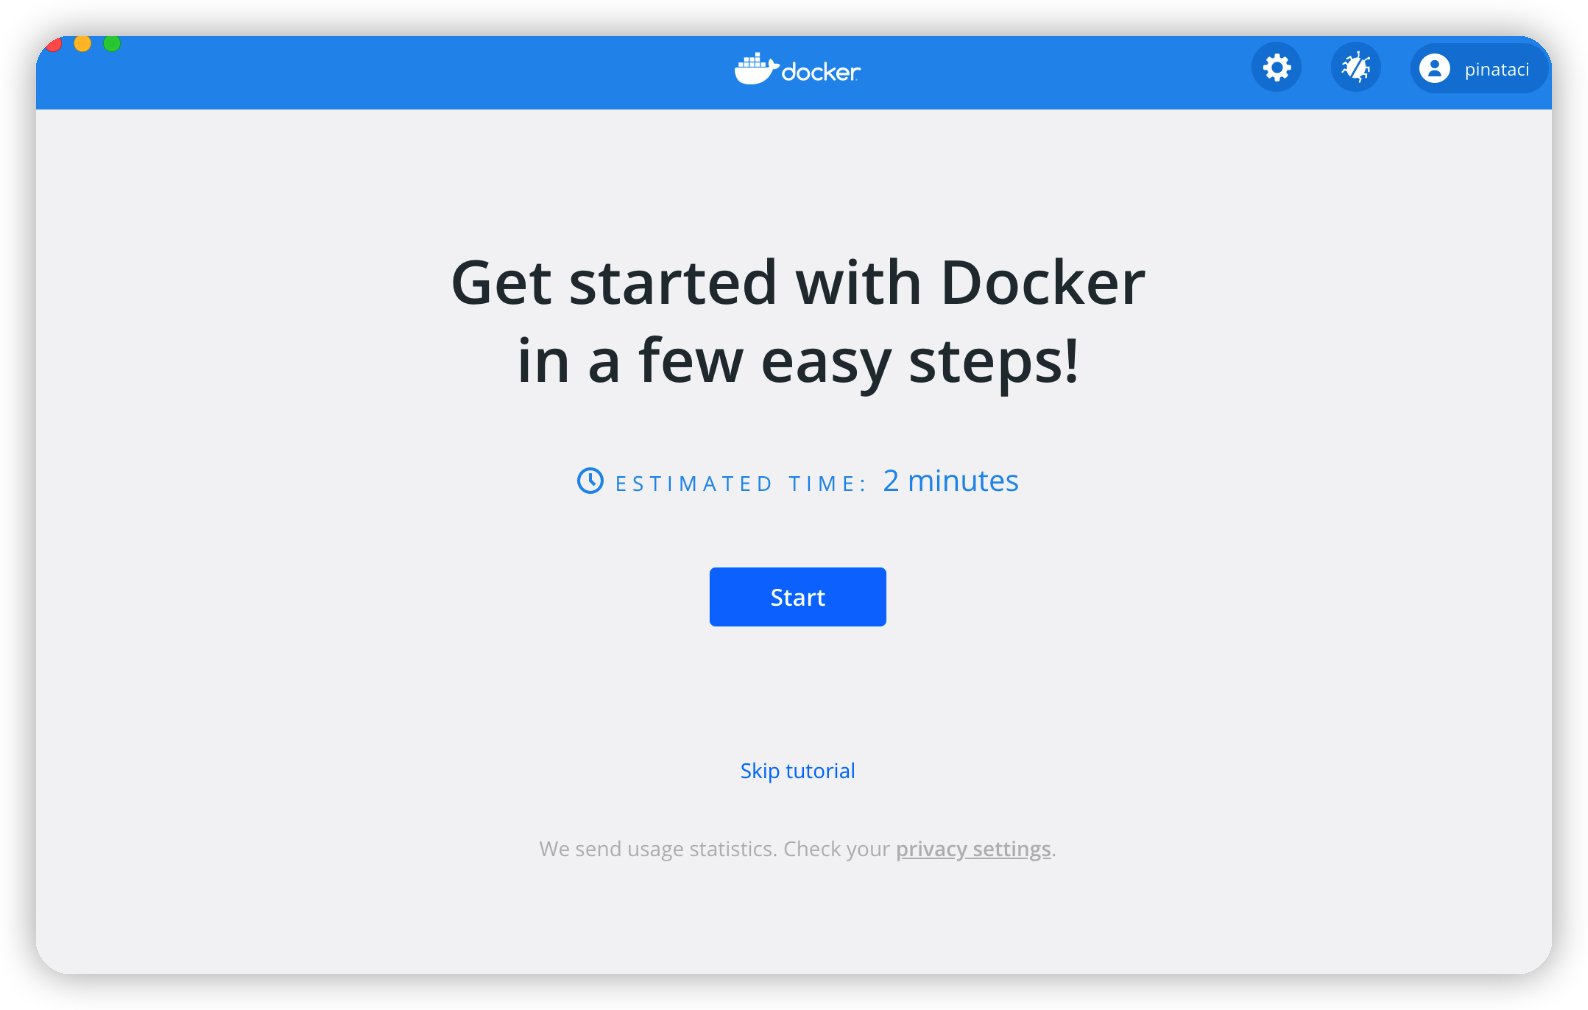 docker
pinataci
Get started with Docker
in a few easy steps!
ESTIMATED TIME: 2 minutes
Start
Skip tutorial
We send usage statistics. Check your privacy settings.